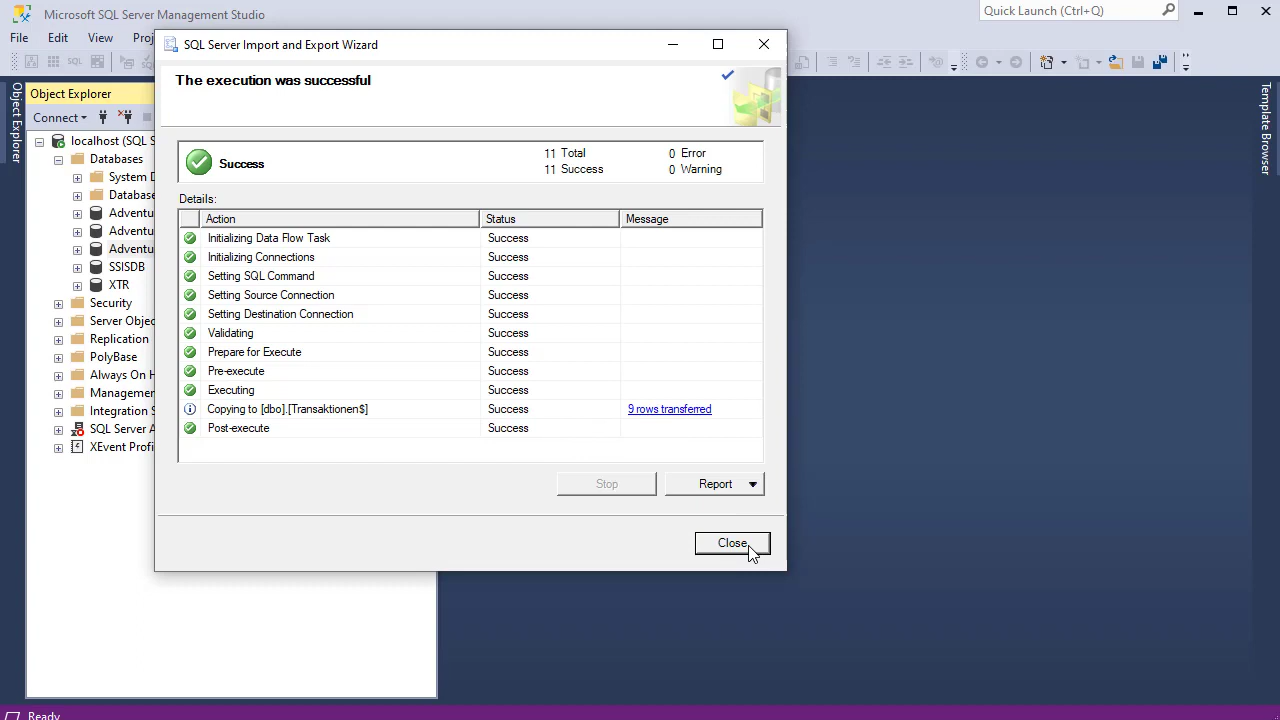 Microsoft SQL Server Management Studio
Quick Launch (Ctrl+Q)
File Edit View Proj
SQL Server Import and Export Wizard
The execution was successful
Success
11 Total 0 Error
11 Success 0 Warning
Details:
Action Status Message
Initializing Data Flow Task Success
Initializing Connections Success
Setting SQL Command Success
Setting Source Connection Success
Setting Destination Connection Success
Validating Success
Prepare for Execute Success
Pre-execute Success
Executing Success
Copying to [dbo].[Transaktionen$] Success 9 rows transferred
Post-execute Success
Stop Report
Close
Object Explorer
Object Explorer
Connect
localhost (SQL S
Databases
System D
Database
Adventu
Adventu
Adventu
SSISDB
XTR
Security
Server Objec
Replication
PolyBase
Always On H
Managemen
Integration S
SQL Server A
XEvent Profi
Template Browser
Ready